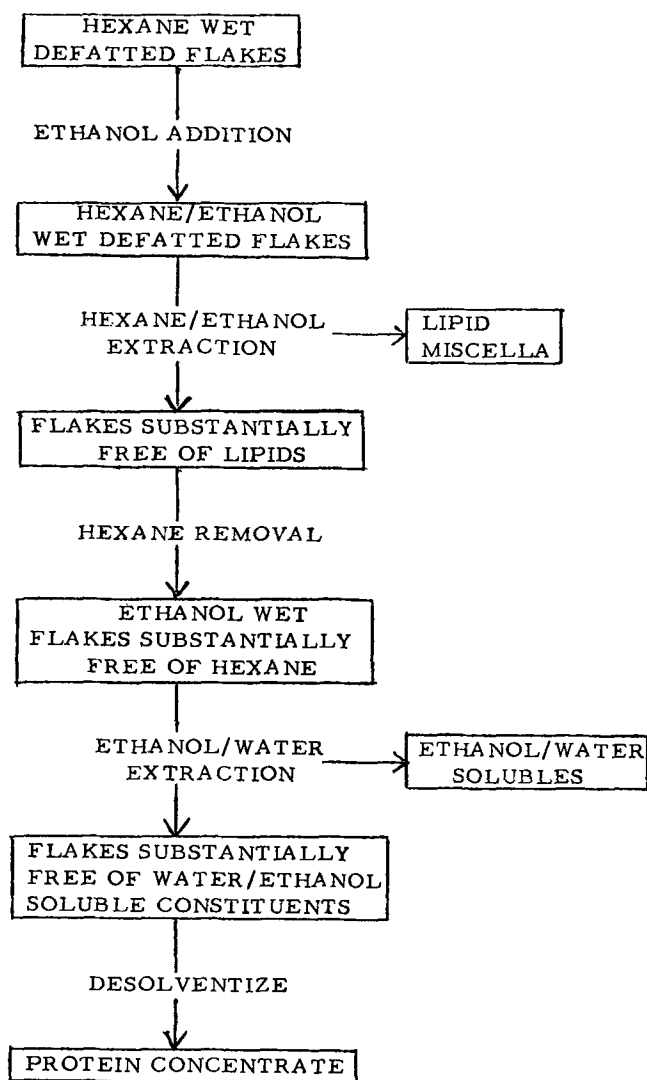 HEXANE WET
DEFATTED FLAKES
ETHANOL ADDITION
HEXANE/ETHANOL
WET DEFATTED FLAKES
HEXANE/ETHANOL
EXTRACTION
LIPID
MISCELLA
FLAKES SUBSTANTIALLY
FREE OF LIPIDS
HEXANE REMOVAL
ETHANOL WET
FLAKES SUBSTANTIALLY
FREE OF HEXANE
ETHANOL/WATER
EXTRACTION
ETHANOL/WATER
SOLUBLES
FLAKES SUBSTANTIALLY
FREE OF WATER/ETHANOL
SOLUBLE CONSTITUENTS
DESOLVENTIZE
PROTEIN CONCENTRATE